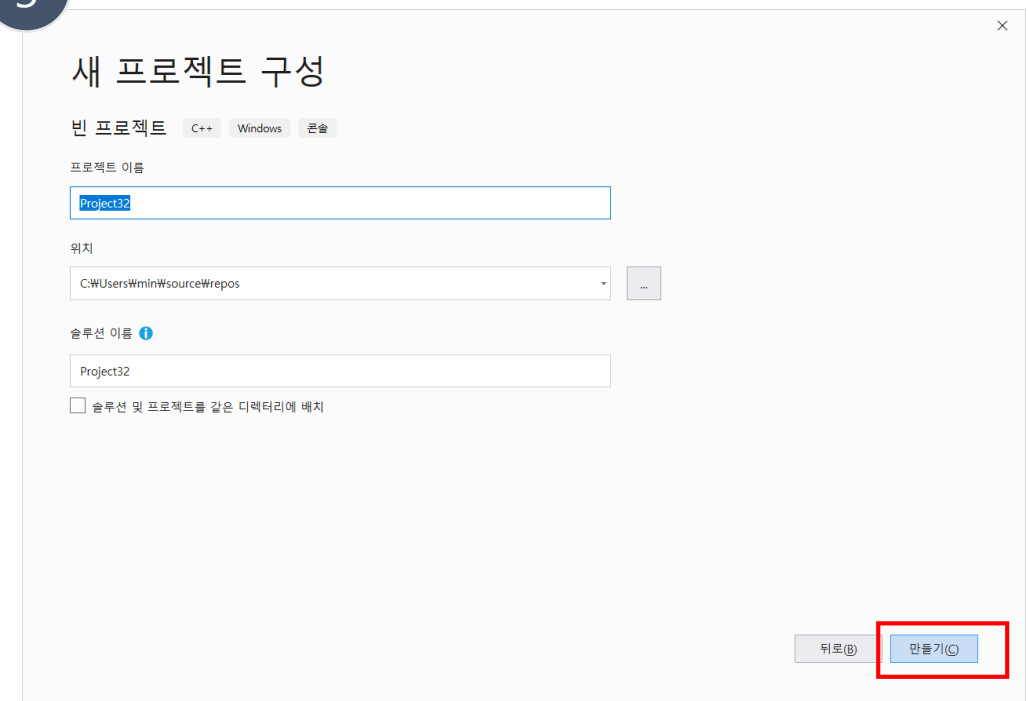 새 프로젝트 구성
빈 프로젝트 C++ Windows 콘솔
프로젝트 이름
Project32
위치
C:₩Users₩min₩source₩repos
...
솔루션 이름
Project32
솔루션 및 프로젝트를 같은 디렉터리에 배치
뒤로(B) 만들기(C)